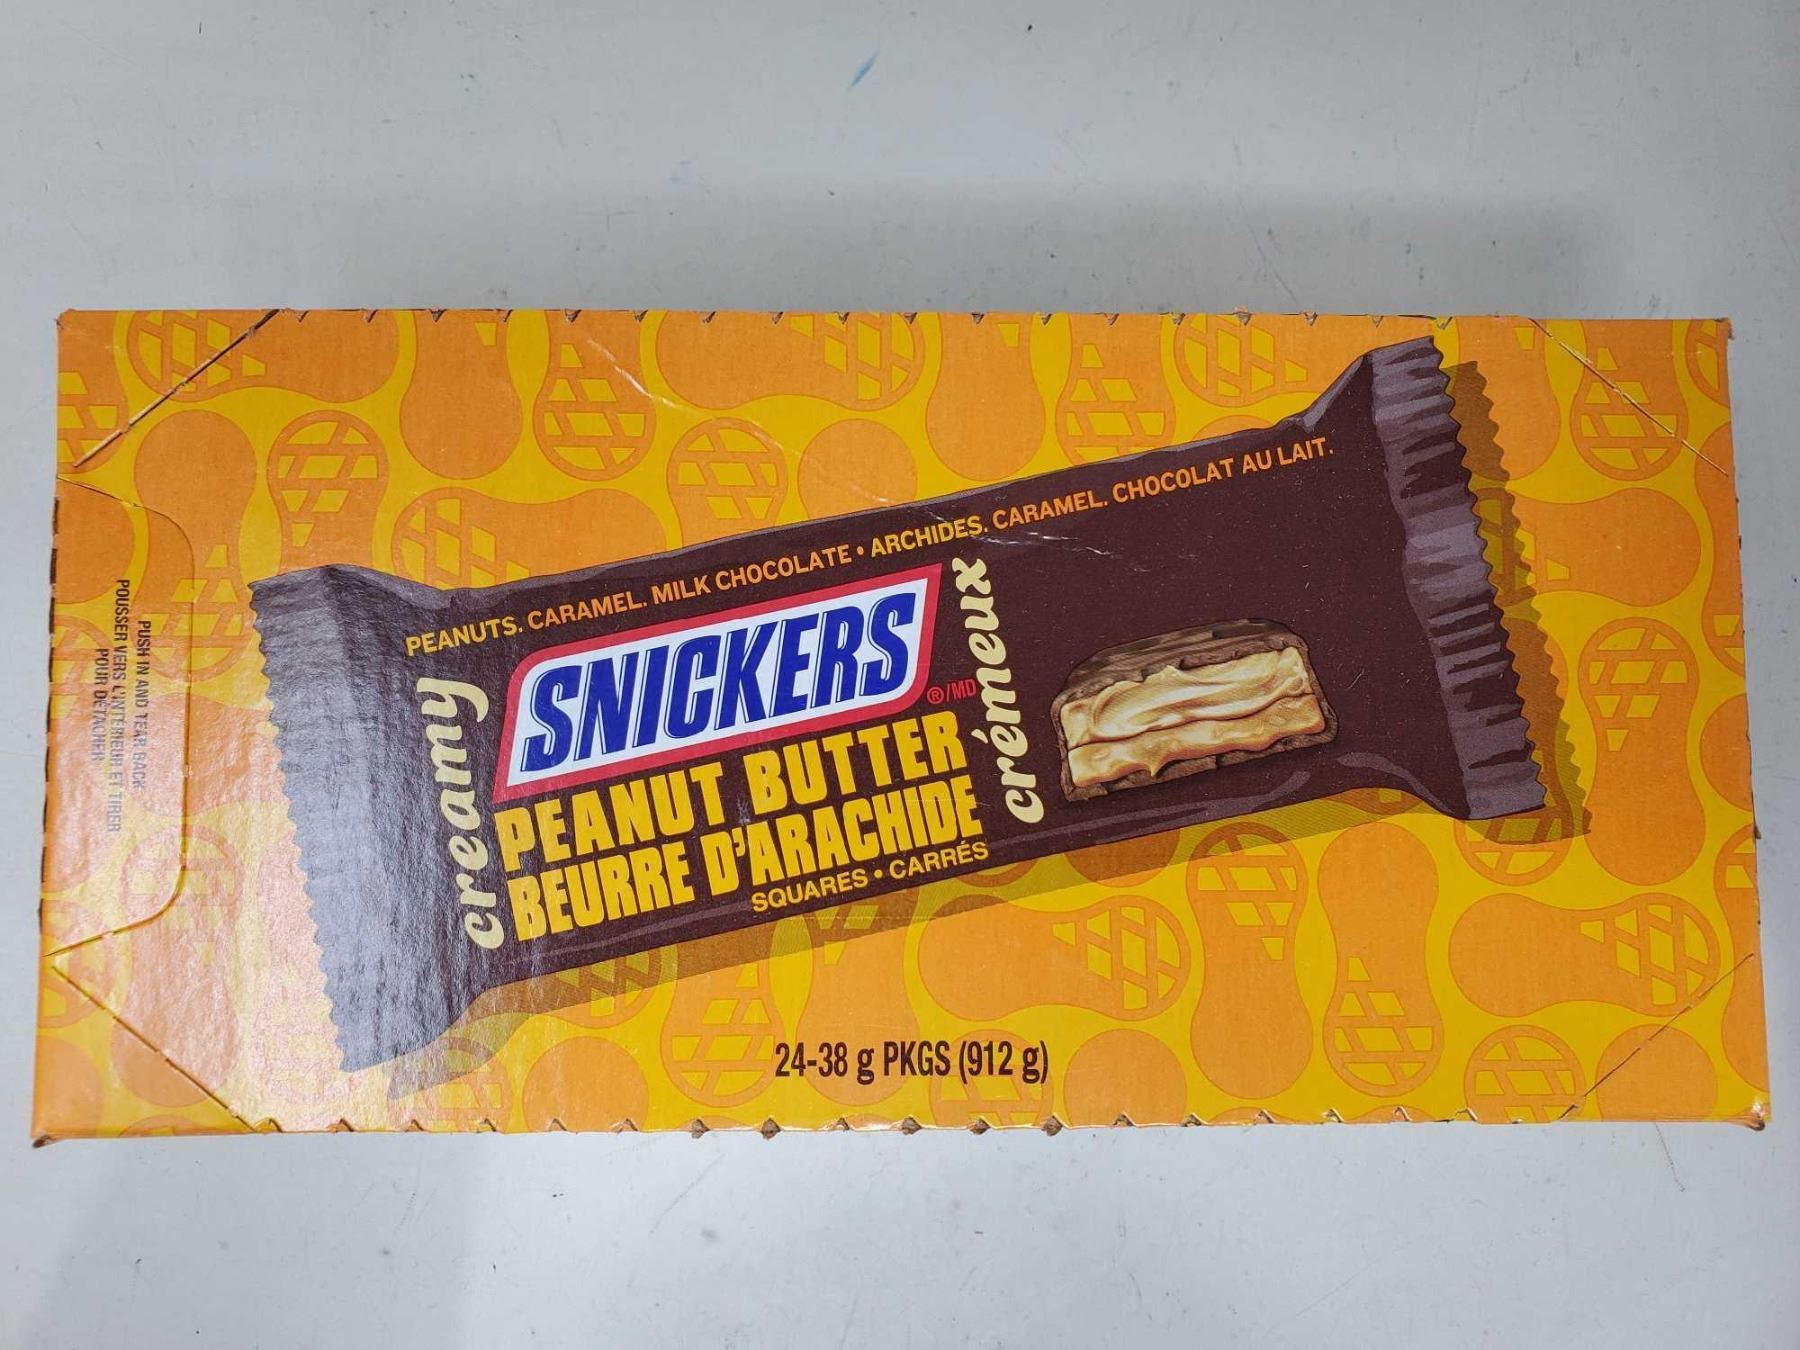 PEANUTS. CARAMEL. MILK CHOCOLATE • ARCHIDES. CARAMEL. CHOCOLAT AU LAIT.
creamy
SNICKERS
®/MD
crémeux
PEANUT BUTTER
BEURRE D'ARACHIDE
SQUARES • CARRÉS
24-38 g PKGS (912 g)
PUSH IN AND TEAR BACK
POUSSER VERS L'INTÉRIEUR ET TIRER
POUR DÉTACHER